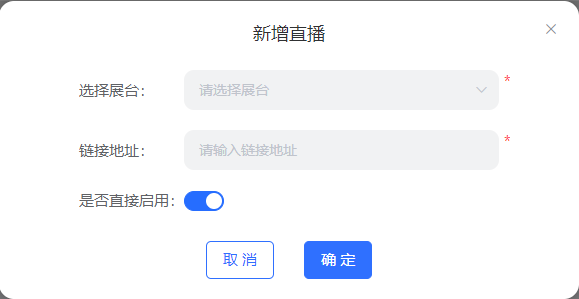 新增直播
选择展台： 请选择展台 *
链接地址： 请输入链接地址 *
是否直接启用：
取 消 确 定